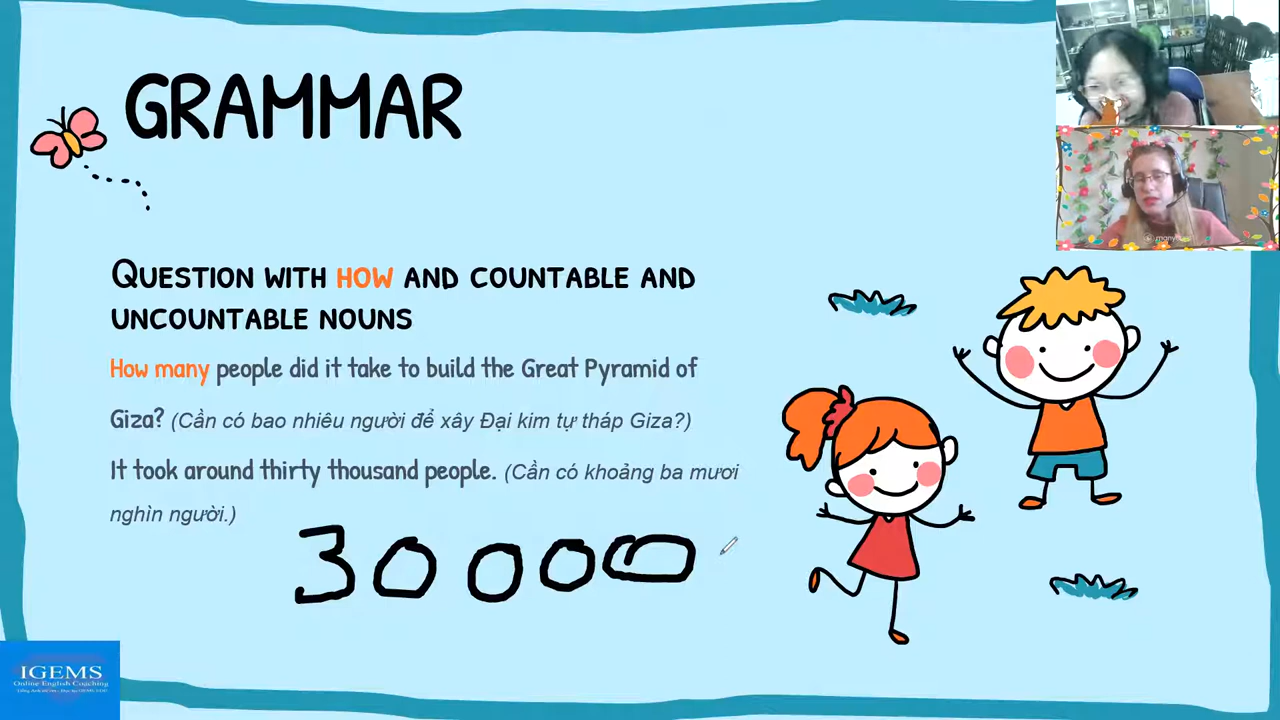 GRAMMAR
QUESTION WITH HOW AND COUNTABLE AND
UNCOUNTABLE NOUNS
How many people did it take to build the Great Pyramid of
Giza? (Cần có bao nhiêu người để xây Đại kim tự tháp Giza?)
It took around thirty thousand people. (Cần có khoảng ba mươi
nghìn người.)
30000
IGEMS
Online English Coaching